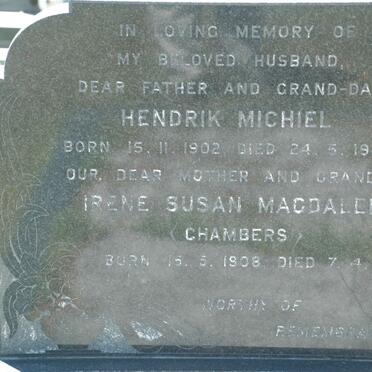 IN LOVING MEMORY OF
MY BELOVED HUSBAND,
DEAR FATHER AND GRAND-DA
HENDRIK MICHIEL
BORN 15.11.1902 DIED 24.5.19
OUR DEAR MOTHER AND GRAND
IRENE SUSAN MAGDALE
(CHAMBERS)
BORN 16.5.1908 DIED 7.4.
WORTHY OF
REMEMBRA